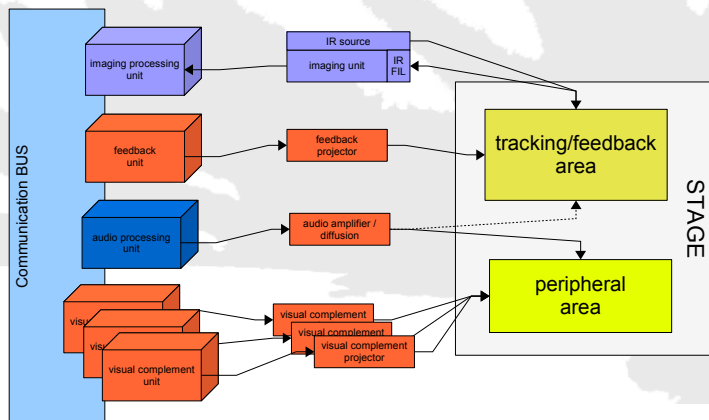 Communication BUS
imaging processing
unit
IR source
imaging unit
IR
FIL
feedback
unit
feedback
projector
tracking/feedback
area
STAGE
audio processing
unit
audio amplifier /
diffusion
peripheral
area
visual complement
visual complement
visual complement
projector
visual complement
unit